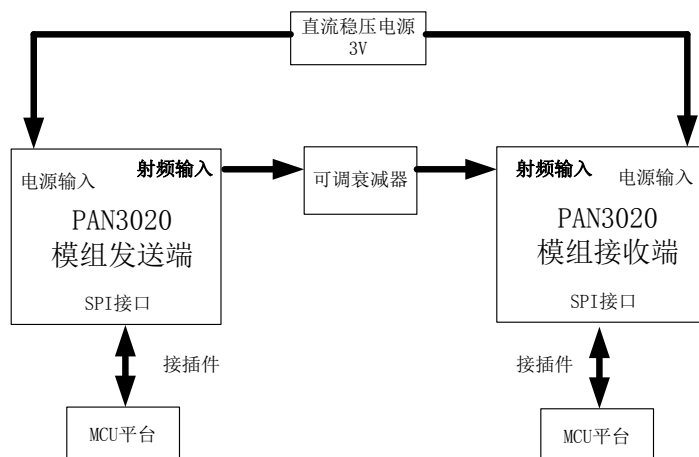 直流稳压电源
3V
电源输入
射频输入
PAN3020
模组发送端
SPI接口
可调衰减器
射频输入
电源输入
PAN3020
模组接收端
SPI接口
接插件
接插件
MCU平台
MCU平台